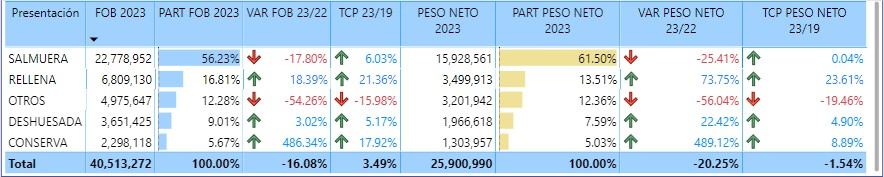 Presentación FOB 2023 PART FOB 2023 VAR FOB 23/22 TCP 23/19 PESO NETO 2023 PART PESO NETO 2023 VAR PESO NETO 23/22 TCP PESO NETO 23/19
SALMUERA 22,778,952 56.23% -17.80% 6.03% 15,928,561 61.50% -25.41% 0.04%
RELLENA 6,809,130 16.81% 18.39% 21.36% 3,499,913 13.51% 73.75% 23.61%
OTROS 4,975,647 12.28% -54.26% -15.98% 3,201,942 12.36% -56.04% -19.46%
DESHUESADA 3,651,425 9.01% 3.02% 5.17% 1,966,618 7.59% 22.42% 4.90%
CONSERVA 2,298,118 5.67% 486.34% 17.92% 1,303,957 5.03% 489.12% 8.89%
Total 40,513,272 100.00% -16.08% 3.49% 25,900,990 100.00% -20.25% -1.54%